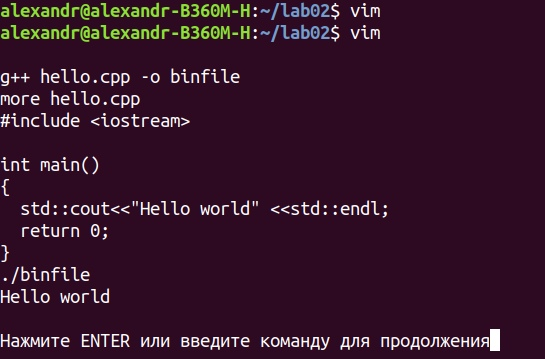 alexandr@alexandr-B360M-H:~/lab02$ vim
alexandr@alexandr-B360M-H:~/lab02$ vim
g++ hello.cpp -o binfile
more hello.cpp
#include <iostream>
int main()
{
  std::cout<<"Hello world" <<std::endl;
  return 0;
}
./binfile
Hello world
Нажмите ENTER или введите команду для продолжения